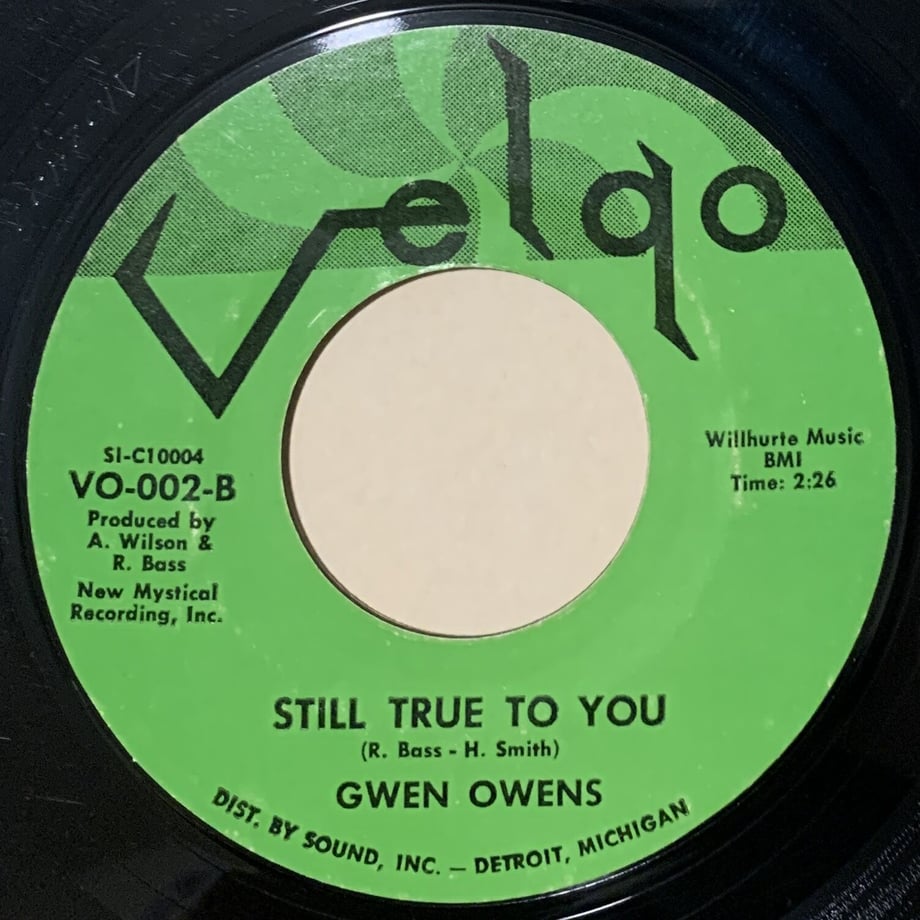 Velgo
SI-C10004
VO-002-B
Produced by
A. Wilson &
R. Bass
New Mystical
Recording, Inc.
Willhurte Music
BMI
Time: 2:26
STILL TRUE TO YOU
(R. Bass - H. Smith)
GWEN OWENS
DIST. BY SOUND, INC. — DETROIT, MICHIGAN